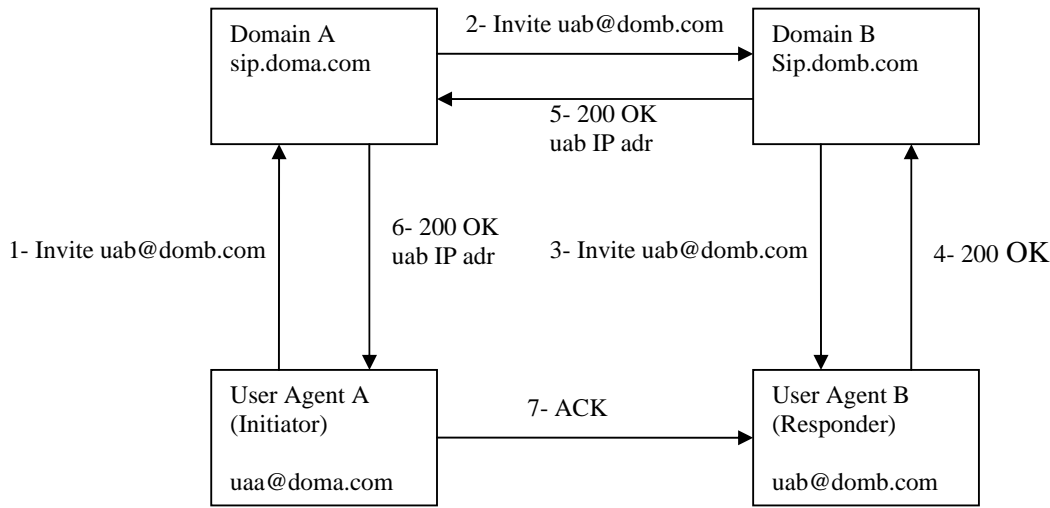 Domain A
sip.doma.com
2- Invite uab@domb.com
Domain B
Sip.domb.com
5- 200 OK
uab IP adr
1- Invite uab@domb.com
6- 200 OK
uab IP adr
3- Invite uab@domb.com
4- 200 OK
User Agent A
(Initiator)
uaa@doma.com
7- ACK
User Agent B
(Responder)
uab@domb.com